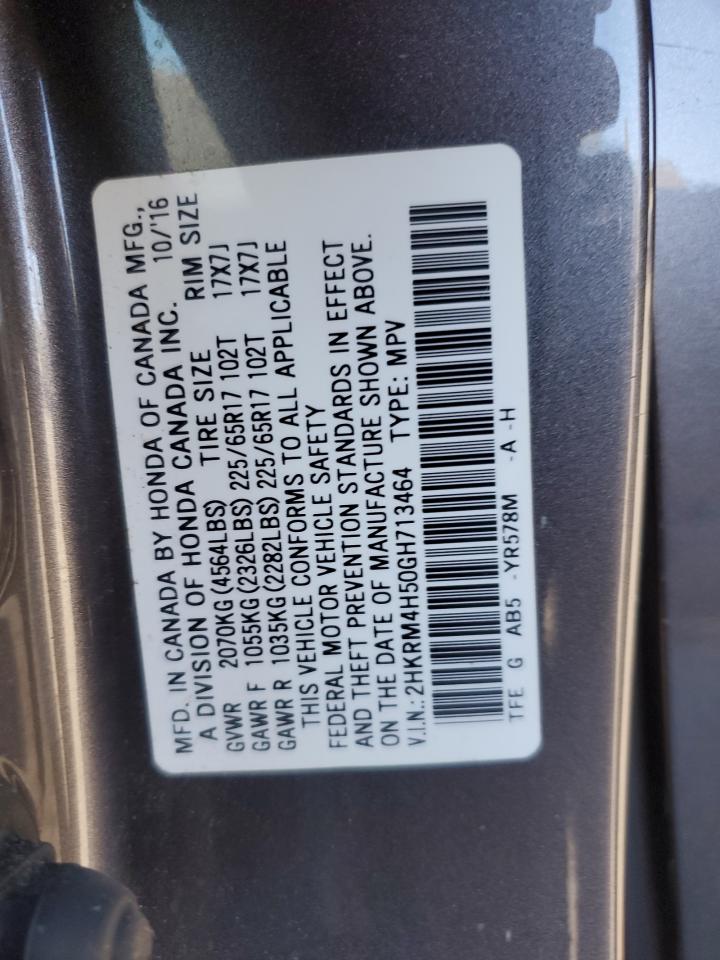 MFD. IN CANADA BY HONDA OF CANADA MFG.,
A DIVISION OF HONDA CANADA INC. 10/'16
GVWR 2070KG(4564LBS) TIRE SIZE RIM SIZE
GAWR F 1055KG(2326LBS) 225/65R17 102T 17X7J
GAWR R 1035KG(2282LBS) 225/65R17 102T 17X7J
THIS VEHICLE CONFORMS TO ALL APPLICABLE
FEDERAL MOTOR VEHICLE SAFETY
AND THEFT PREVENTION STANDARDS IN EFFECT
ON THE DATE OF MANUFACTURE SHOWN ABOVE.
V.I.N.: 2HKRM4H50GH713464 TYPE: MPV
TFE G AB5 -YR578M -A -H